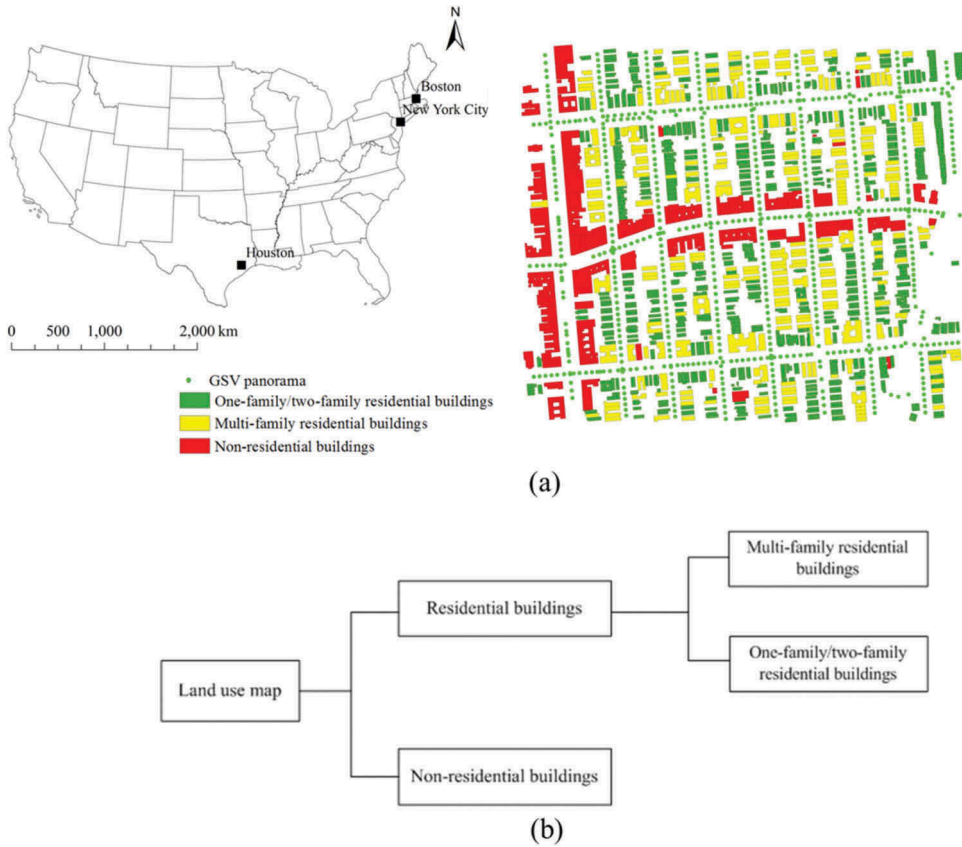 N
Boston
New York City
Houston
0 500 1,000 2,000 km
GSV panorama
One-family/two-family residential buildings
Multi-family residential buildings
Non-residential buildings
(a)
Multi-family residential
buildings
Residential buildings
One-family/two-family
residential buildings
Land use map
Non-residential buildings
(b)